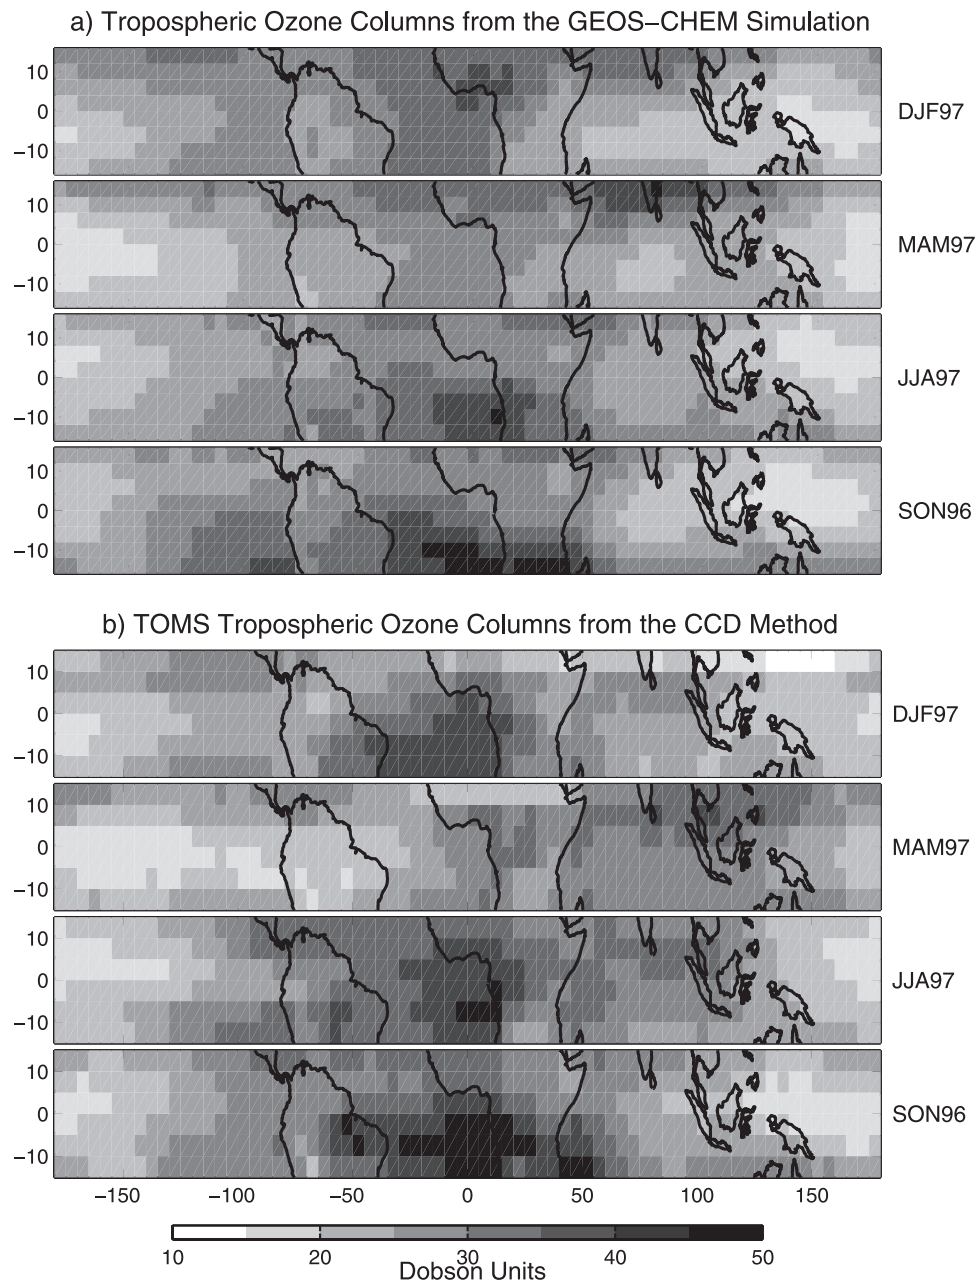 a) Tropospheric Ozone Columns from the GEOS−CHEM Simulation
10
0
−10
DJF97
10
0
−10
MAM97
10
0
−10
JJA97
10
0
−10
SON96
b) TOMS Tropospheric Ozone Columns from the CCD Method
10
0
−10
DJF97
10
0
−10
MAM97
10
0
−10
JJA97
10
0
−10
SON96
−150 −100 −50 0 50 100 150
10 20 30 40 50
Dobson Units